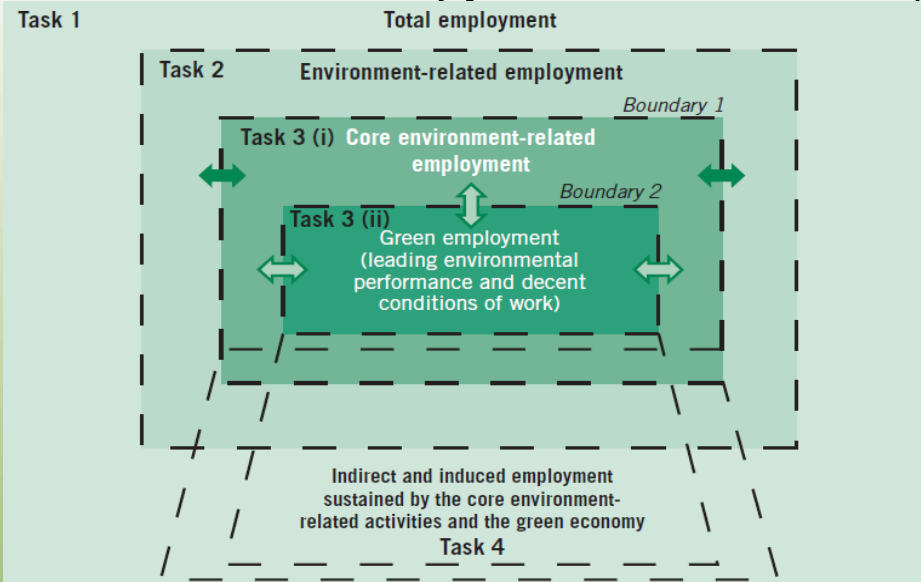 Task 1
Total employment
Task 2
Environment-related employment
Boundary 1
Task 3 (i) Core environment-related
employment
Boundary 2
Task 3 (ii)
Green employment
(leading environmental
performance and decent
conditions of work)
Indirect and induced employment
sustained by the core environment-
related activities and the green economy
Task 4